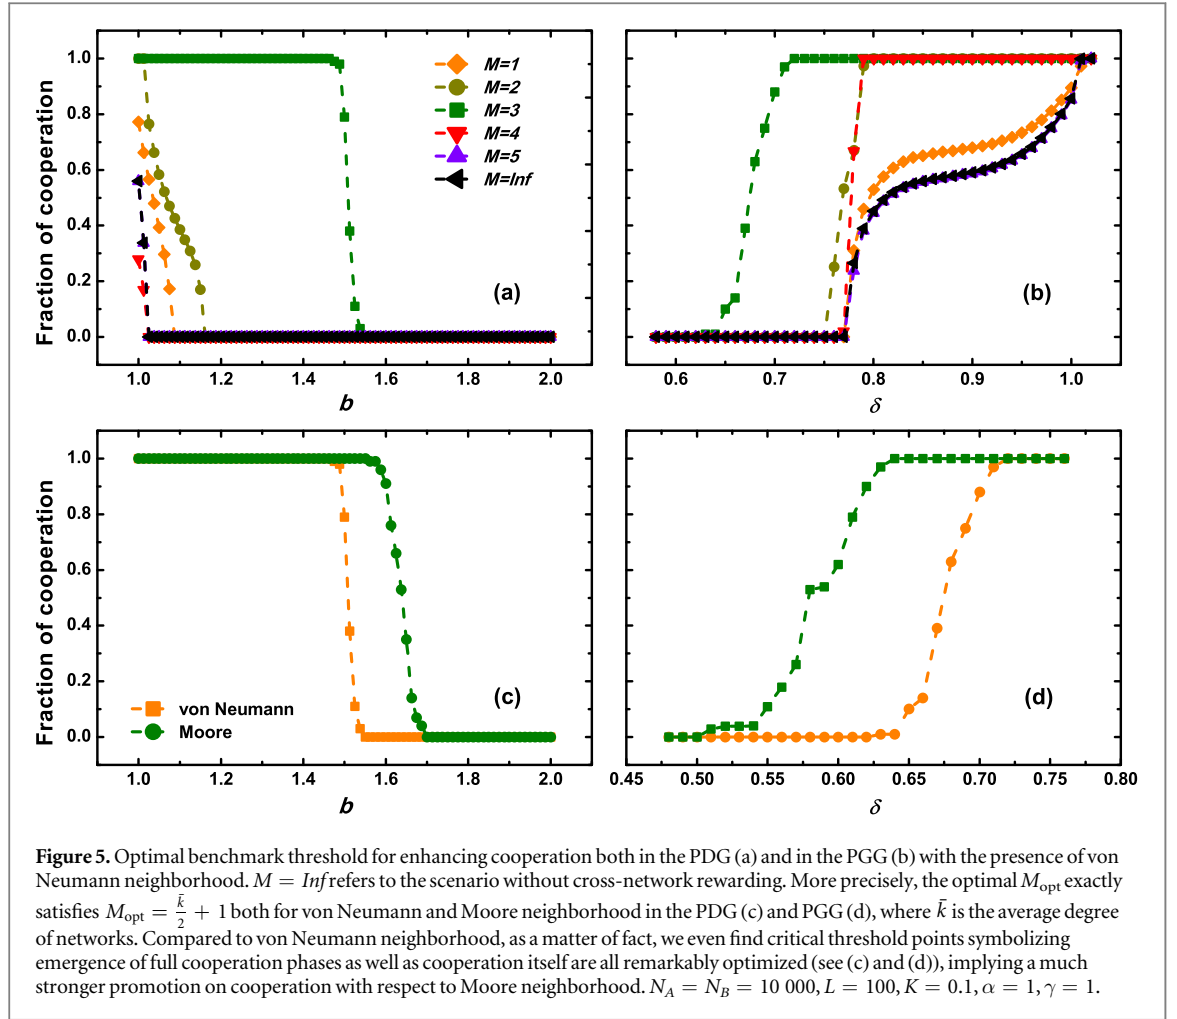 1.0
0.8
0.6
0.4
0.2
0.0
Fraction of cooperation
M=1
M=2
M=3
M=4
M=5
M=Inf
(a)
1.0 1.2 1.4 1.6 1.8 2.0
b
(b)
0.6 0.7 0.8 0.9 1.0
δ
1.0
0.8
0.6
0.4
0.2
0.0
Fraction of cooperation
von Neumann
Moore
(c)
1.0 1.2 1.4 1.6 1.8 2.0
b
(d)
0.45 0.50 0.55 0.60 0.65 0.70 0.75 0.80
δ
Figure 5. Optimal benchmark threshold for enhancing cooperation both in the PDG (a) and in the PGG (b) with the presence of von
Neumann neighborhood. M = Inf refers to the scenario without cross-network rewarding. More precisely, the optimal M_opt exactly
satisfies M_opt = k̄/2 + 1 both for von Neumann and Moore neighborhood in the PDG (c) and PGG (d), where k̄ is the average degree
of networks. Compared to von Neumann neighborhood, as a matter of fact, we even find critical threshold points symbolizing
emergence of full cooperation phases as well as cooperation itself are all remarkably optimized (see (c) and (d)), implying a much
stronger promotion on cooperation with respect to Moore neighborhood. N_A = N_B = 10 000, L = 100, K = 0.1, α = 1, γ = 1.